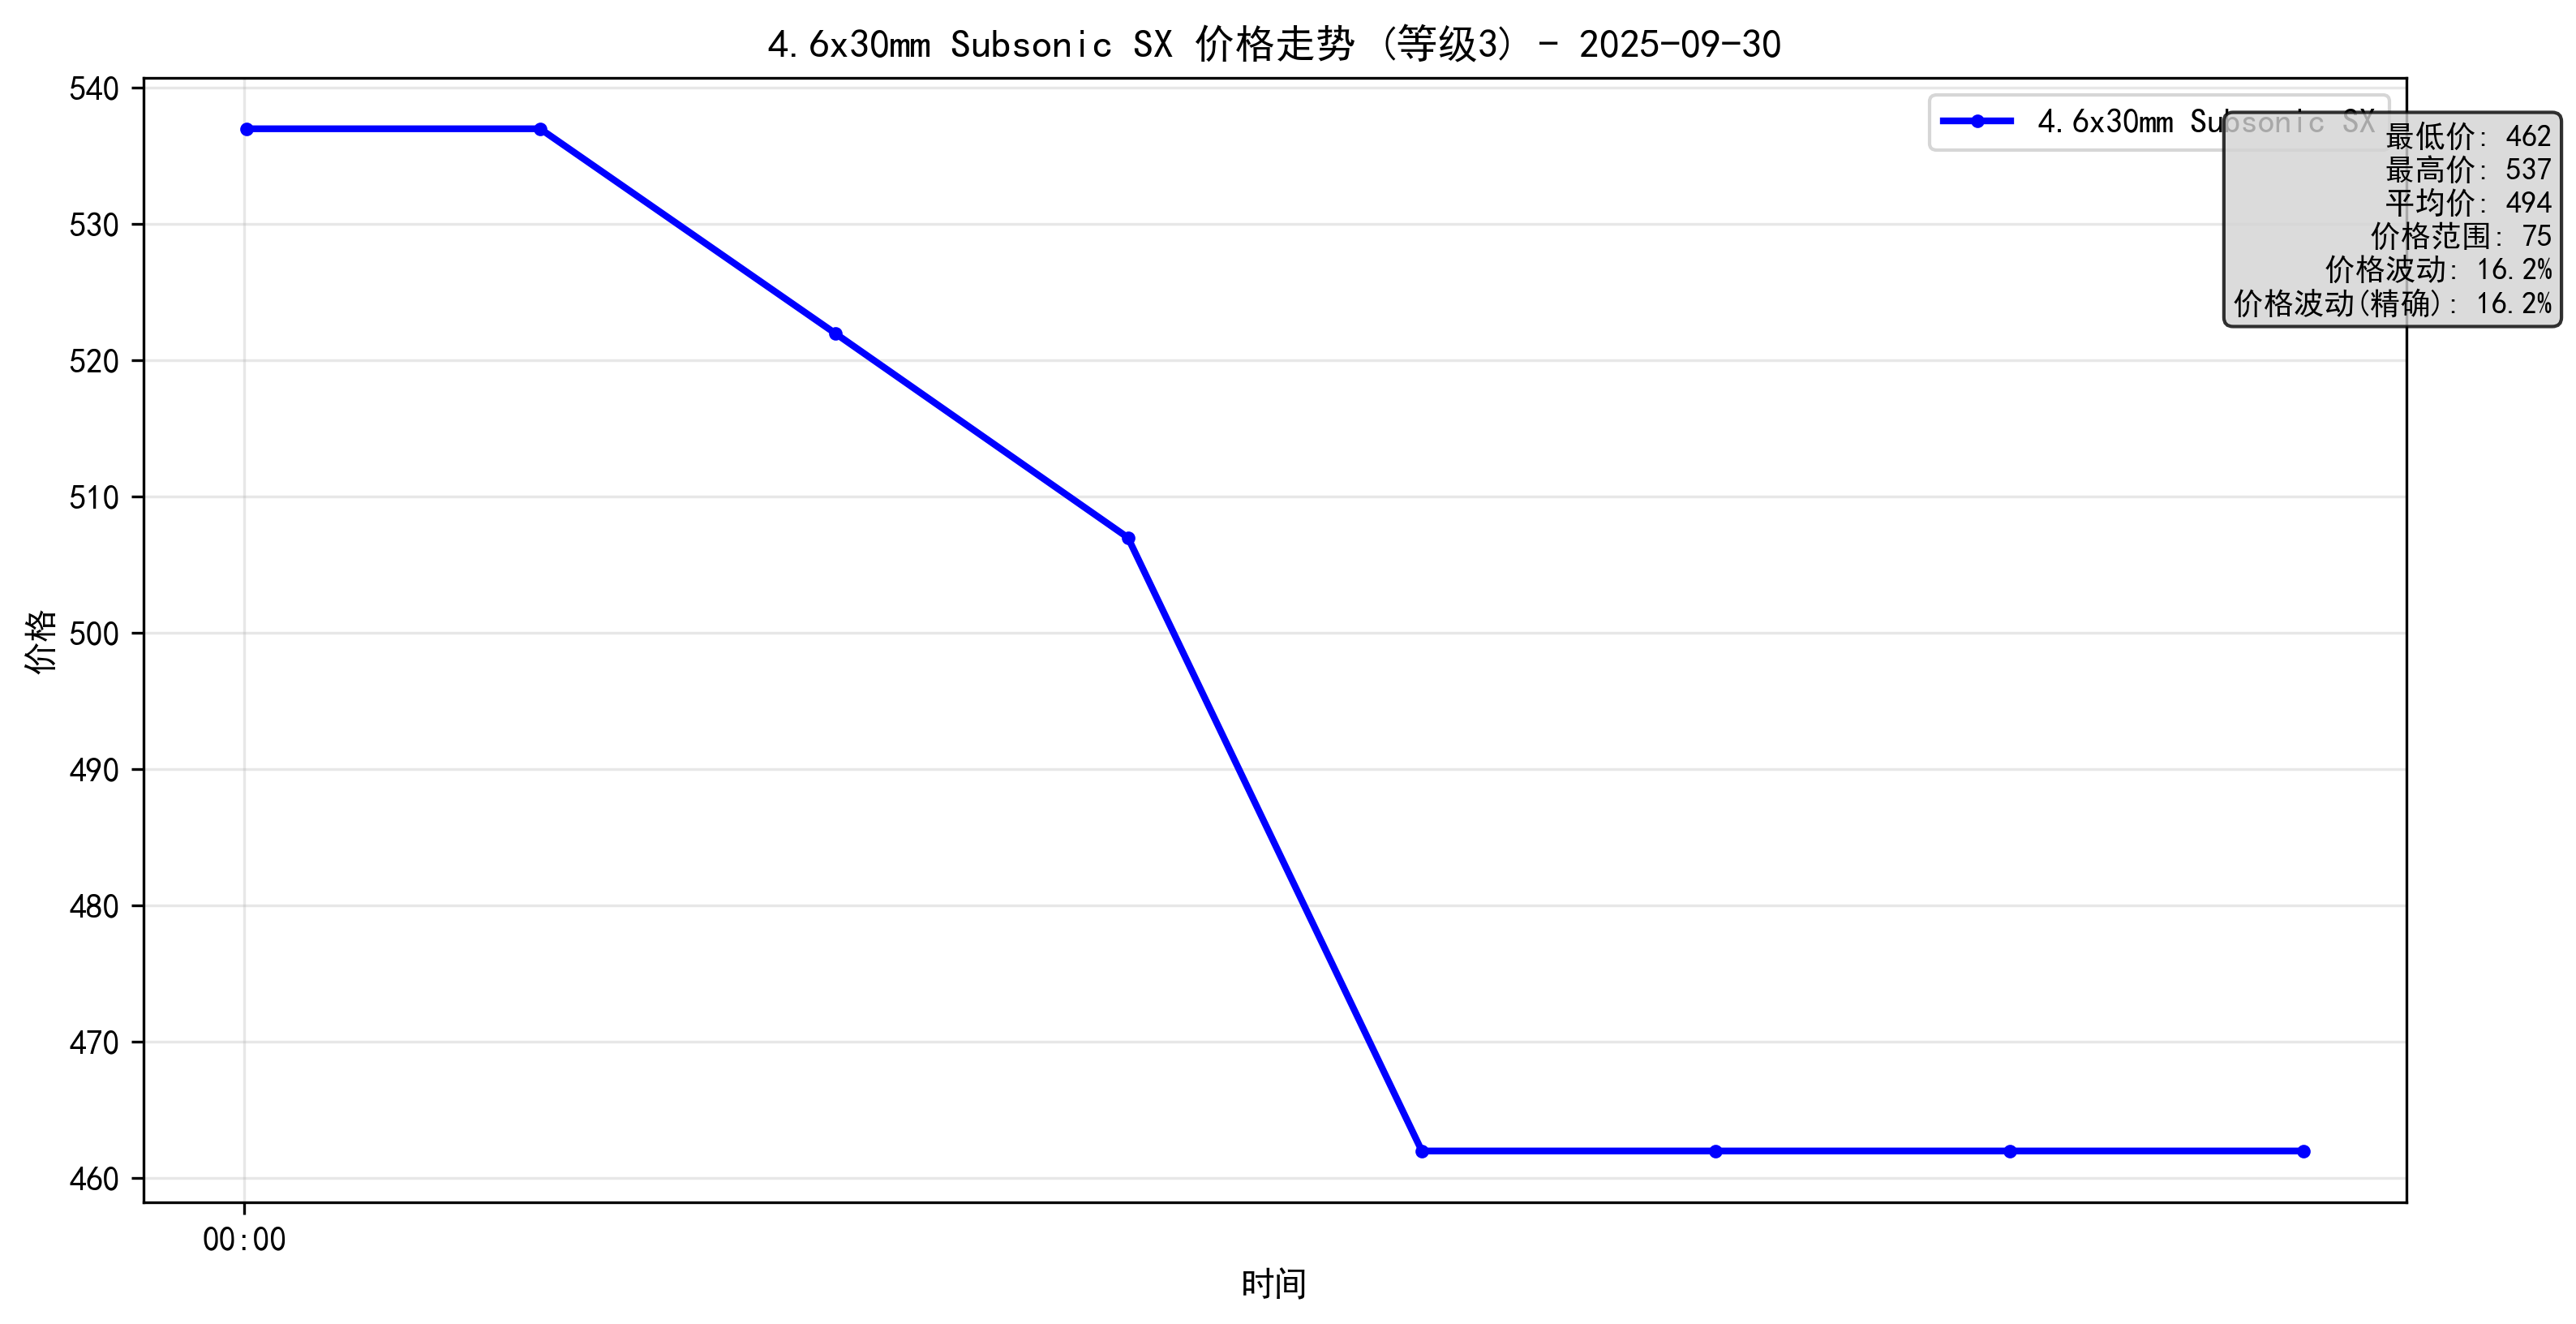 4.6x30mm Subsonic SX 价格走势 (等级3) - 2025-09-30
540
530
520
510
500
490
480
470
460
价格
4.6x30mm Subsonic SX
最低价: 462
最高价: 537
平均价: 494
价格范围: 75
价格波动: 16.2%
价格波动(精确): 16.2%
00:00
时间